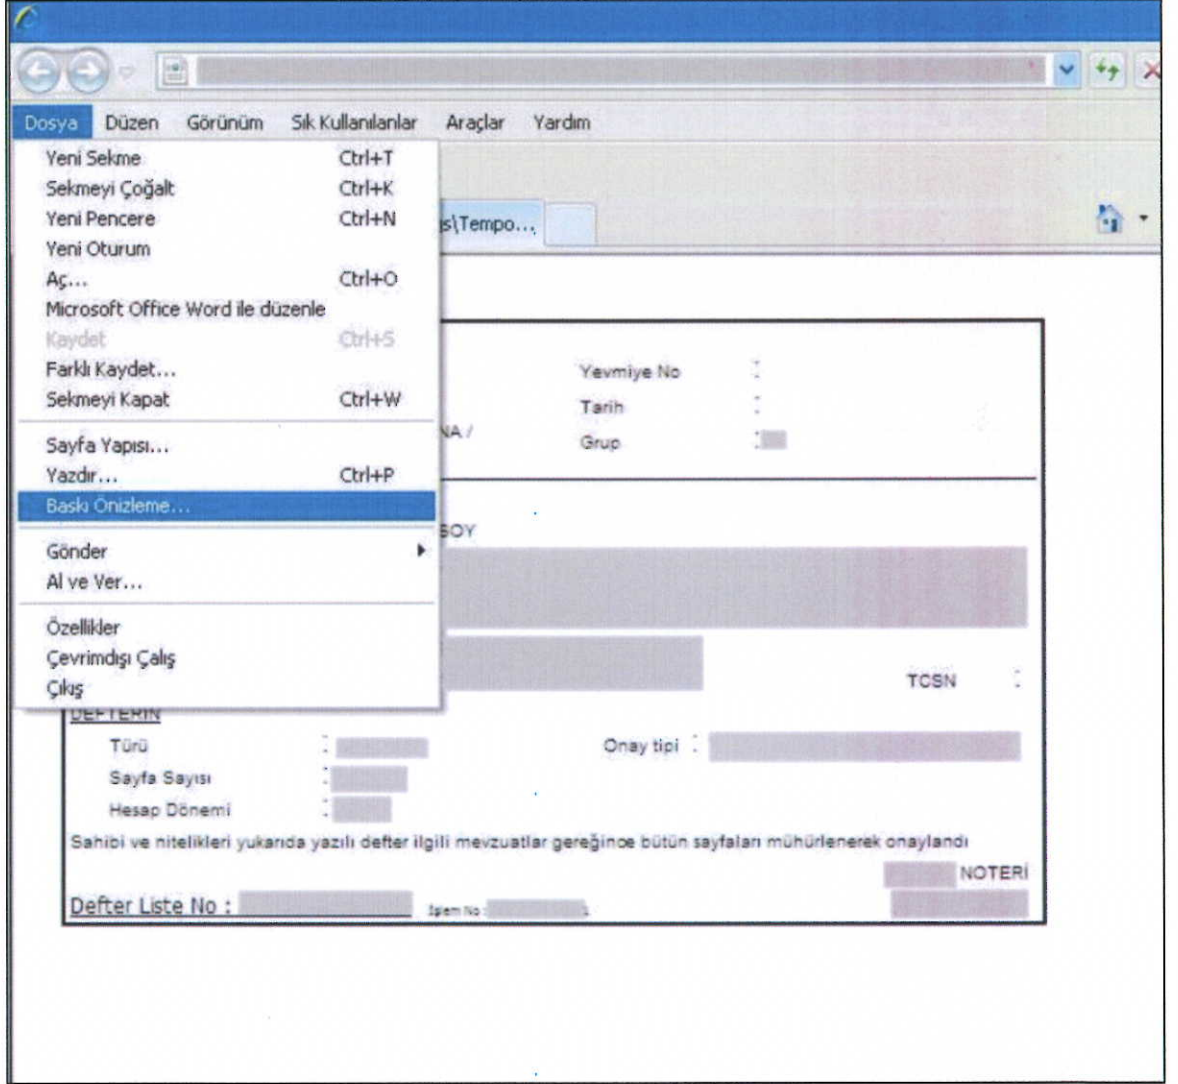 Dosya Düzen Görünüm Sık Kullanılanlar Araçlar Yardım
Yeni Sekme Ctrl+T
Sekmeyi Çoğalt Ctrl+K
Yeni Pencere Ctrl+N
s\Tempo...
Yeni Oturum
Aç... Ctrl+O
Microsoft Office Word ile düzenle
Kaydet Ctrl+S
Farklı Kaydet...
Sekmeyi Kapat Ctrl+W
Sayfa Yapısı...
Yazdır... Ctrl+P
Baskı Önizleme...
Gönder
Al ve Ver...
Özellikler
Çevrimdışı Çalış
Çıkış
Yevmiye No :
Tarih :
NA / Grup :
SOY
TCSN :
DEFTERİN
Türü : Onay tipi :
Sayfa Sayısı :
Hesap Dönemi :
Sahibi ve nitelikleri yukarıda yazılı defter ilgili mevzuatlar gereğince bütün sayfaları mühürlenerek onaylandı
NOTERİ
Defter Liste No : İşlem No :